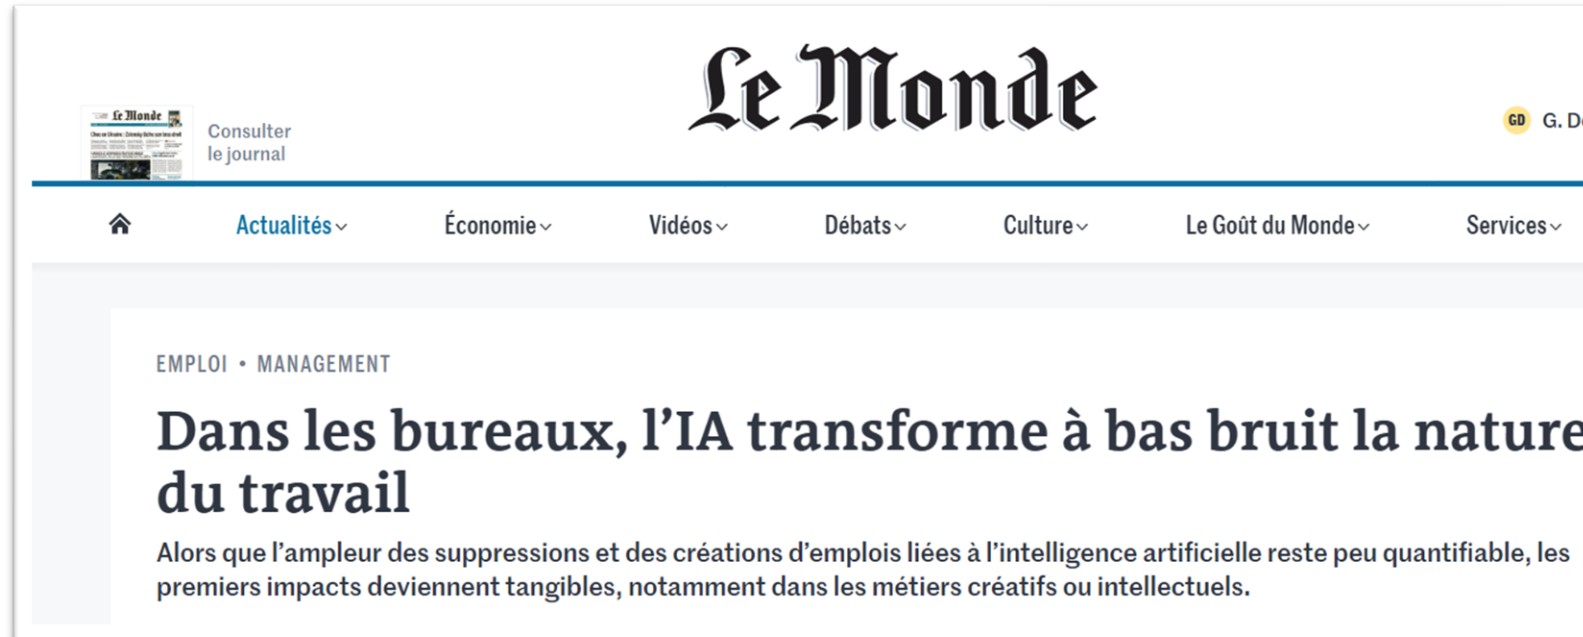 Le Monde
Le Monde
Consulter
le journal
GD G. D
Actualités
Économie
Vidéos
Débats
Culture
Le Goût du Monde
Services
EMPLOI • MANAGEMENT
Dans les bureaux, l’IA transforme à bas bruit la nature
du travail
Alors que l’ampleur des suppressions et des créations d’emplois liées à l’intelligence artificielle reste peu quantifiable, les
premiers impacts deviennent tangibles, notamment dans les métiers créatifs ou intellectuels.